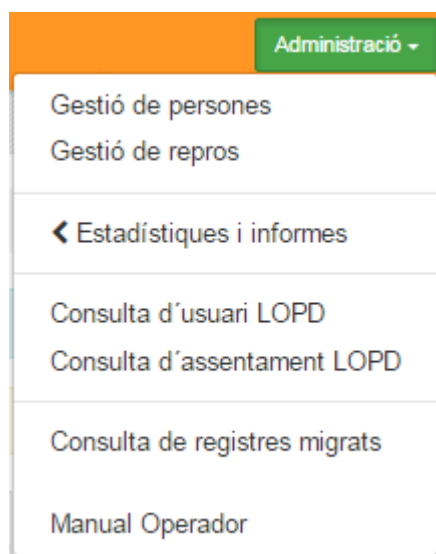 Administració
Gestió de persones
Gestió de repros
Estadístiques i informes
Consulta d´usuari LOPD
Consulta d´assentament LOPD
Consulta de registres migrats
Manual Operador